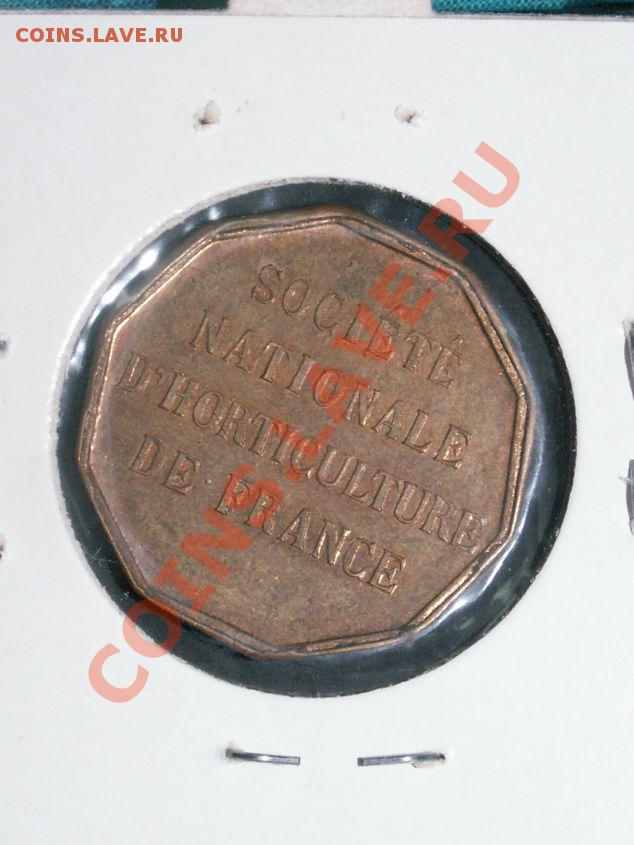 COINS.LAVE.RU
SOCIÉTÉ
NATIONALE
D'HORTICULTURE
DE FRANCE
COINS.LAVE.RU